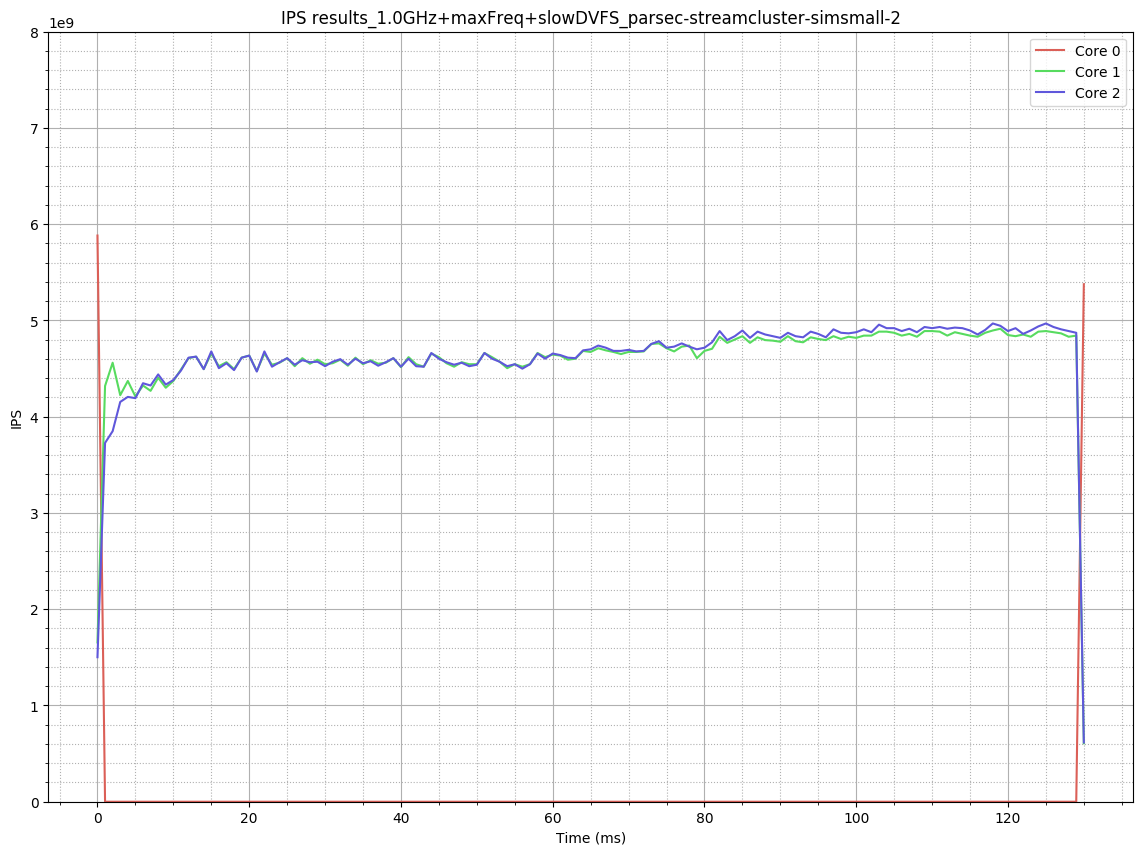 IPS results_1.0GHz+maxFreq+slowDVFS_parsec-streamcluster-simsmall-2
1e9
Core 0
Core 1
Core 2
8
7
6
5
4
3
2
1
0
IPS
0 20 40 60 80 100 120
Time (ms)